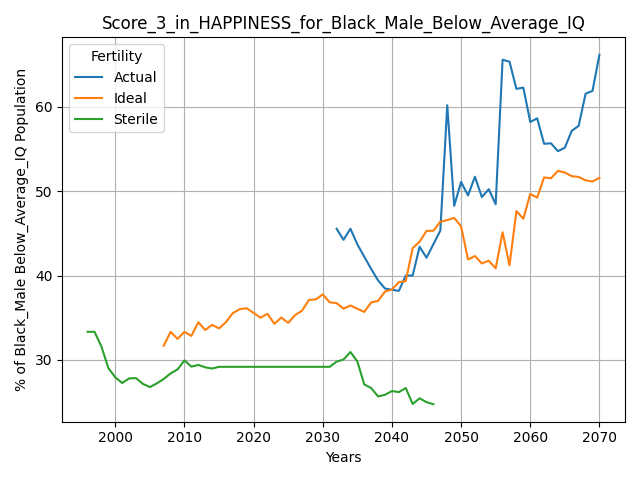 Score_3_in_HAPPINESS_for_Black_Male_Below_Average_IQ
% of Black_Male Below_Average_IQ Population
Fertility
Actual
Ideal
Sterile
60
50
40
30
2000 2010 2020 2030 2040 2050 2060 2070
Years